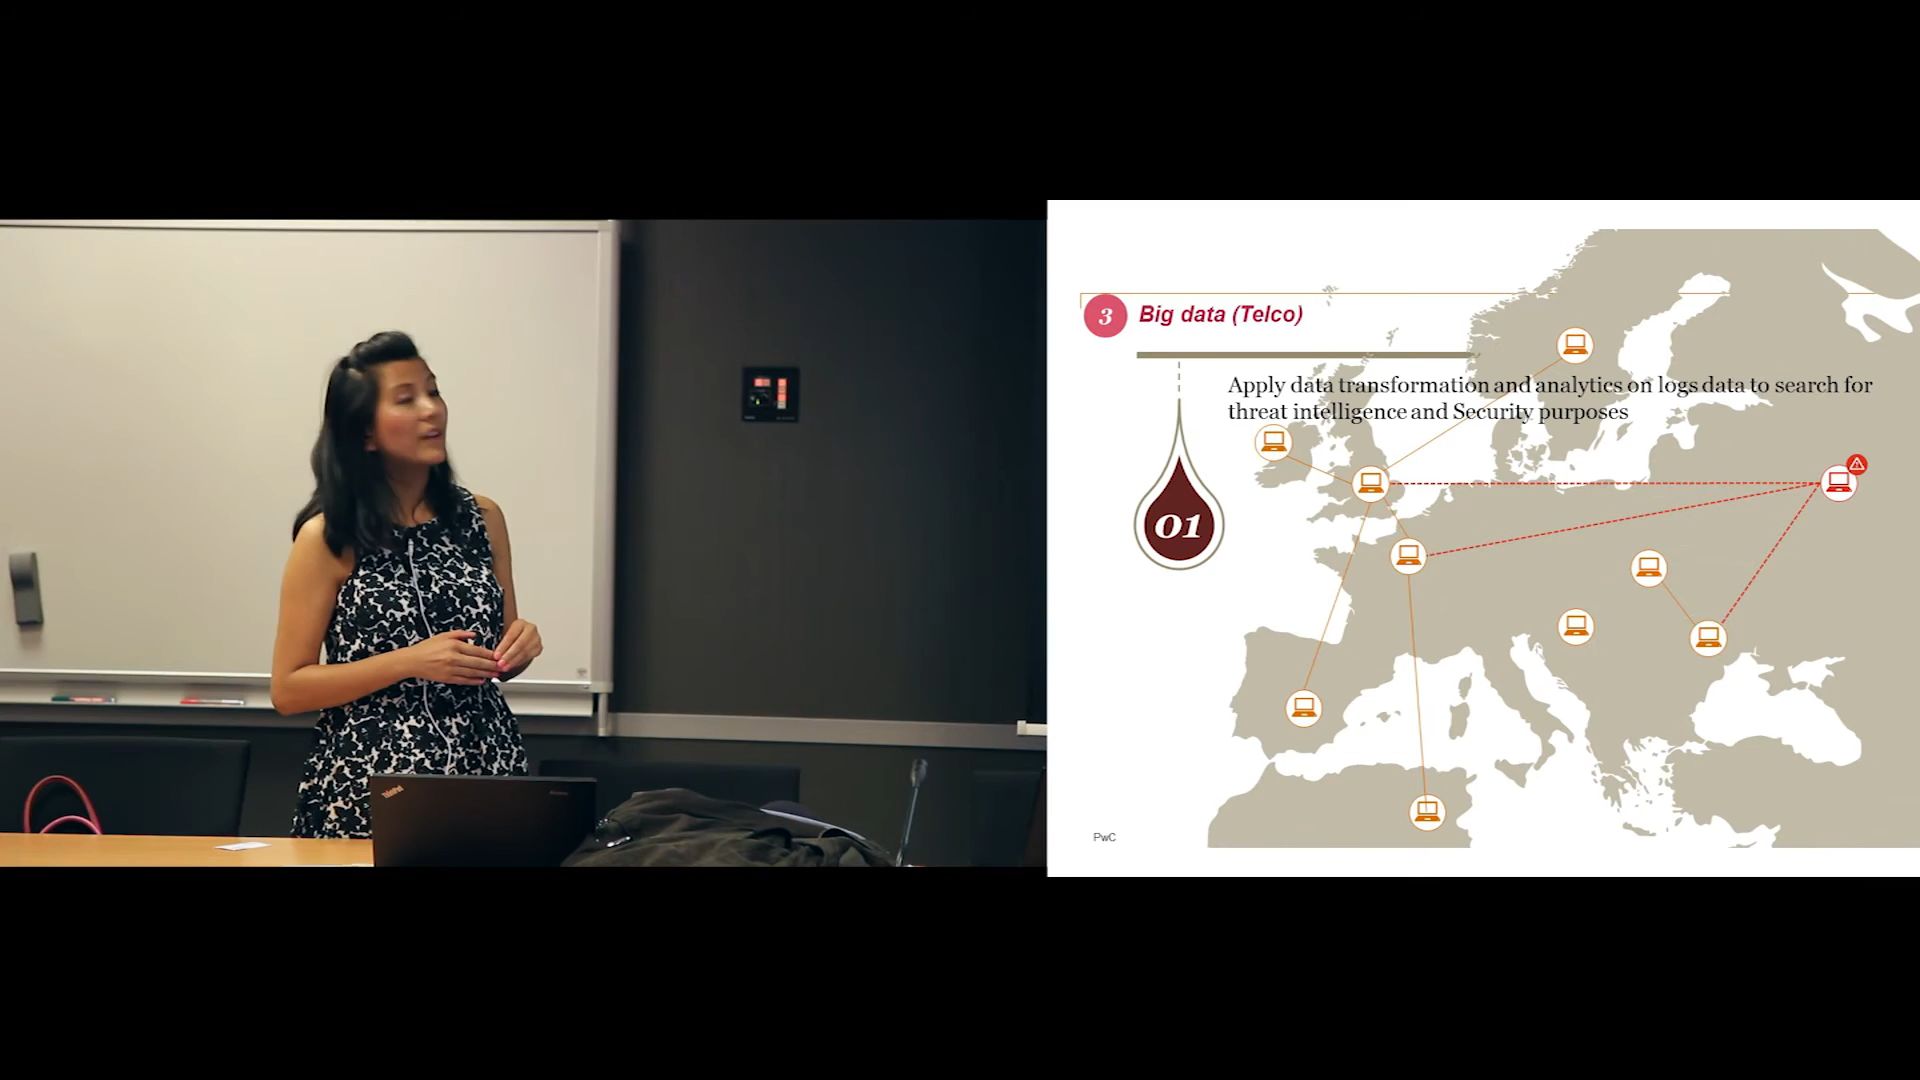 3 Big data (Telco)
Apply data transformation and analytics on logs data to search for
threat intelligence and Security purposes
01
PwC
ThinkPad